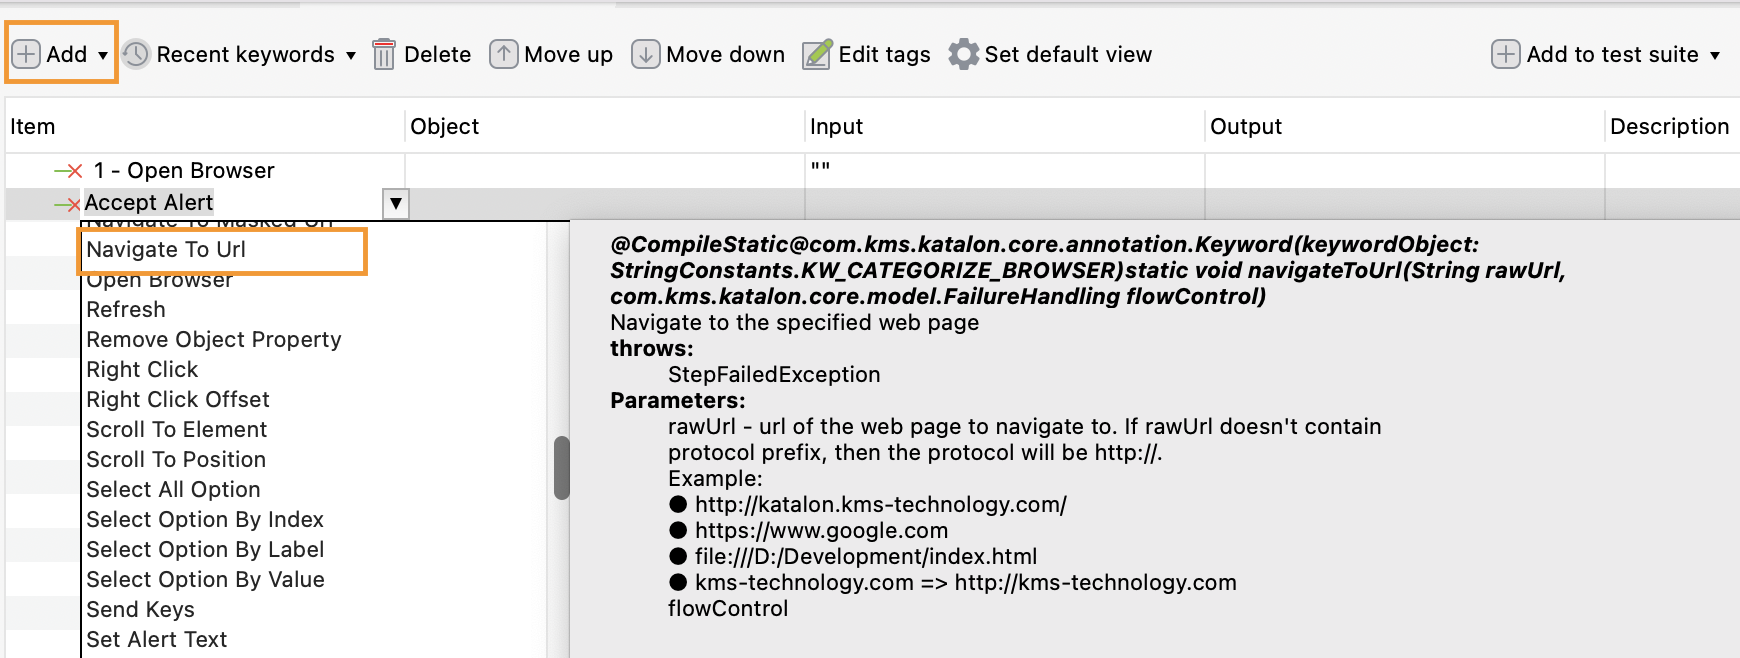 Add Recent keywords Delete Move up Move down Edit tags Set default view Add to test suite
Item Object Input Output Description
1 - Open Browser ""
Accept Alert
Navigate To Masked Url
Navigate To Url
Open Browser
Refresh
Remove Object Property
Right Click
Right Click Offset
Scroll To Element
Scroll To Position
Select All Option
Select Option By Index
Select Option By Label
Select Option By Value
Send Keys
Set Alert Text
@CompileStatic@com.kms.katalon.core.annotation.Keyword(keywordObject:
StringConstants.KW_CATEGORIZE_BROWSER)static void navigateToUrl(String rawUrl,
com.kms.katalon.core.model.FailureHandling flowControl)
Navigate to the specified web page
throws:
StepFailedException
Parameters:
rawUrl - url of the web page to navigate to. If rawUrl doesn't contain
protocol prefix, then the protocol will be http://.
Example:
● http://katalon.kms-technology.com/
● https://www.google.com
● file:///D:/Development/index.html
● kms-technology.com => http://kms-technology.com
flowControl